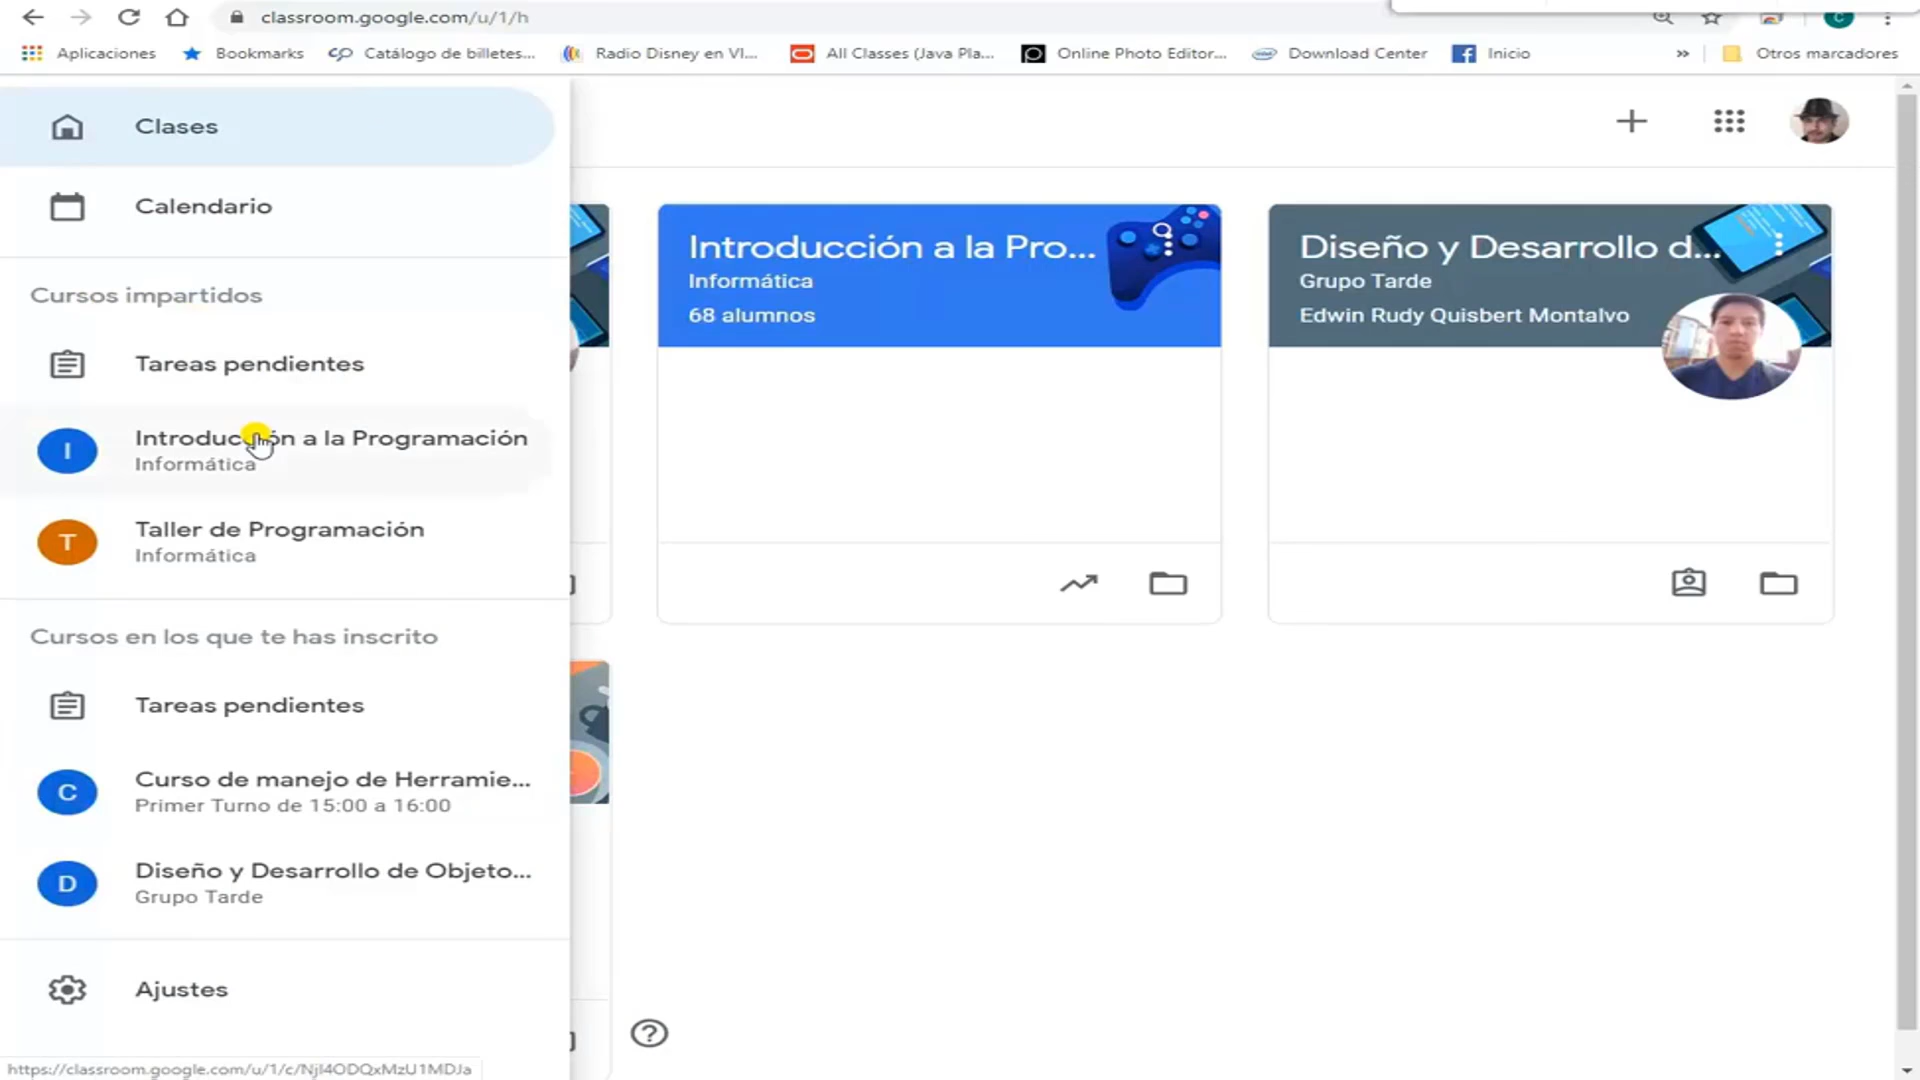 classroom.google.com/u/1/h
C
Aplicaciones
Bookmarks
Catálogo de billetes...
Radio Disney en VI...
All Classes (Java Pla...
Online Photo Editor...
Download Center
Inicio
»
Otros marcadores
Clases
Calendario
Cursos impartidos
Tareas pendientes
I
Introducción a la Programación
Informática
T
Taller de Programación
Informática
Cursos en los que te has inscrito
Tareas pendientes
C
Curso de manejo de Herramie...
Primer Turno de 15:00 a 16:00
D
Diseño y Desarrollo de Objeto...
Grupo Tarde
Ajustes
Introducción a la Pro...
Informática
68 alumnos
Diseño y Desarrollo d...
Grupo Tarde
Edwin Rudy Quisbert Montalvo
https://classroom.google.com/u/1/c/NjI4ODQxMzU1MDJa